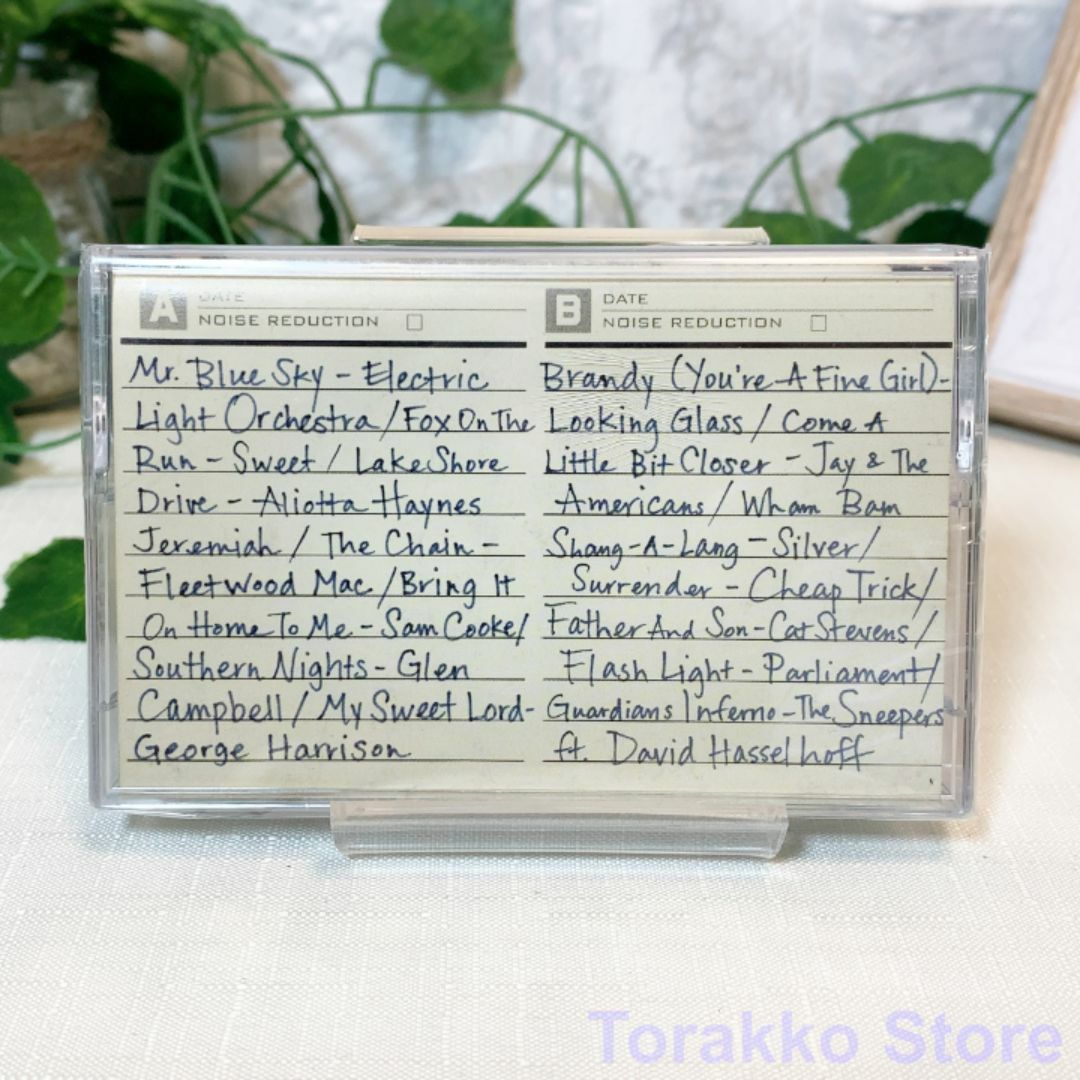 A
DATE
NOISE REDUCTION
Mr. Blue Sky - Electric
Light Orchestra / Fox On The
Run - Sweet / Lake Shore
Drive - Aliotta Haynes
Jeremiah / The Chain -
Fleetwood Mac / Bring It
On Home To Me - Sam Cooke /
Southern Nights - Glen
Campbell / My Sweet Lord -
George Harrison
B
DATE
NOISE REDUCTION
Brandy (You're A Fine Girl) -
Looking Glass / Come A
Little Bit Closer - Jay & The
Americans / Wham Bam
Shang-A-Lang - Silver /
Surrender - Cheap Trick /
Father And Son - Cat Stevens /
Flash Light - Parliament /
Guardians Inferno - The Sneepers
ft. David Hasselhoff
Torakko Store